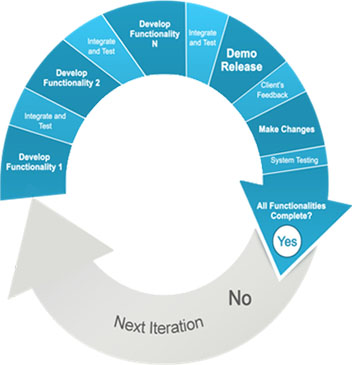 Develop
Functionality 1
Integrate and
Test
Develop
Functionality 2
Integrate
and Test
Develop
Functionality
N
Integrate
and Test
Demo
Release
Client's
Feedback
Make Changes
System Testing
All Functionalities
Complete?
Yes
No
Next Iteration